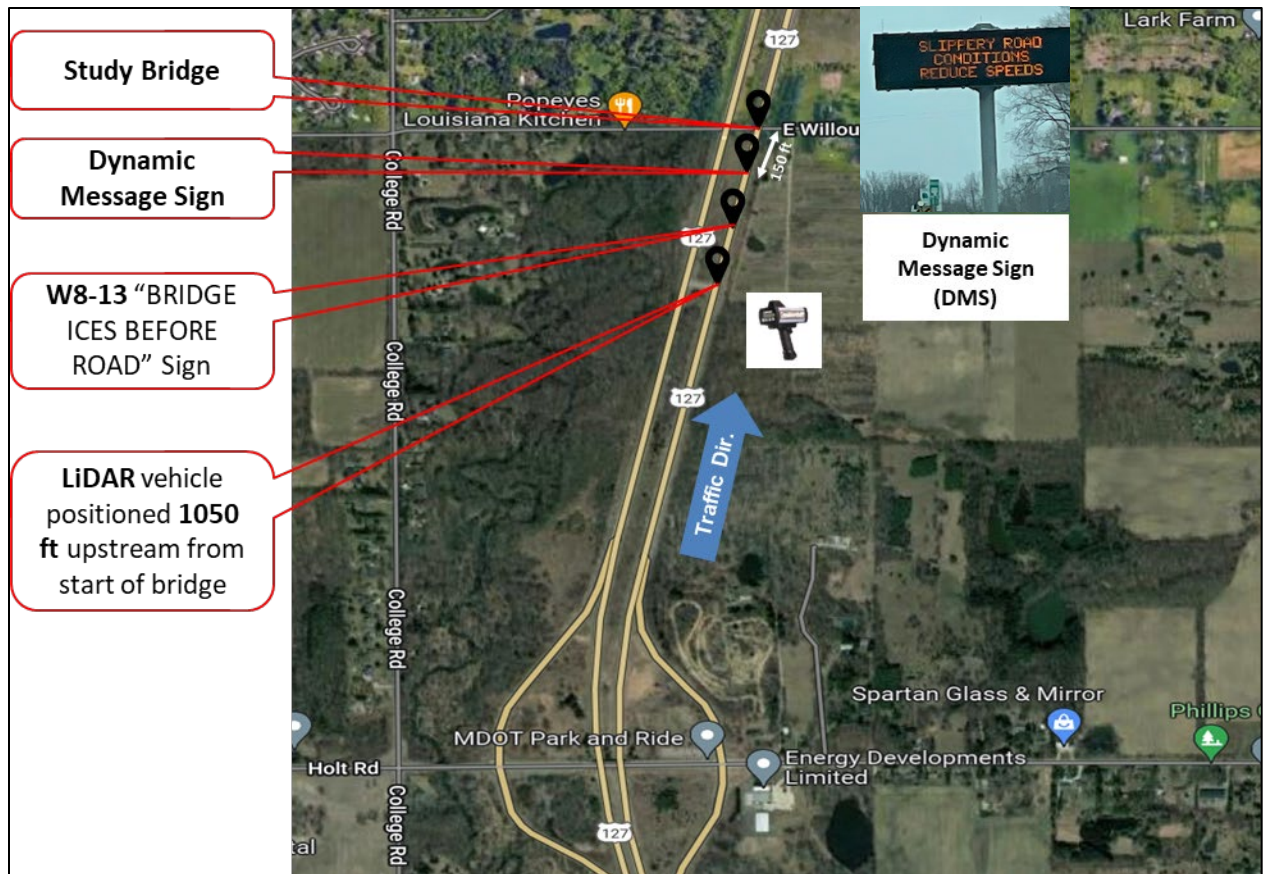 Study Bridge
Dynamic
Message Sign
W8-13 “BRIDGE
ICES BEFORE
ROAD” Sign
LiDAR vehicle
positioned 1050
ft upstream from
start of bridge
127
Lark Farm
SLIPPERY ROAD
CONDITIONS
REDUCE SPEEDS
Popeyes
Louisiana Kitchen
E Willou
150 ft
College Rd
127
Dynamic
Message Sign
(DMS)
College Rd
127
Traffic Dir.
College Rd
Spartan Glass & Mirror
Phillips
MDOT Park and Ride
Energy Developments
Limited
Holt Rd
College Rd
127
tal